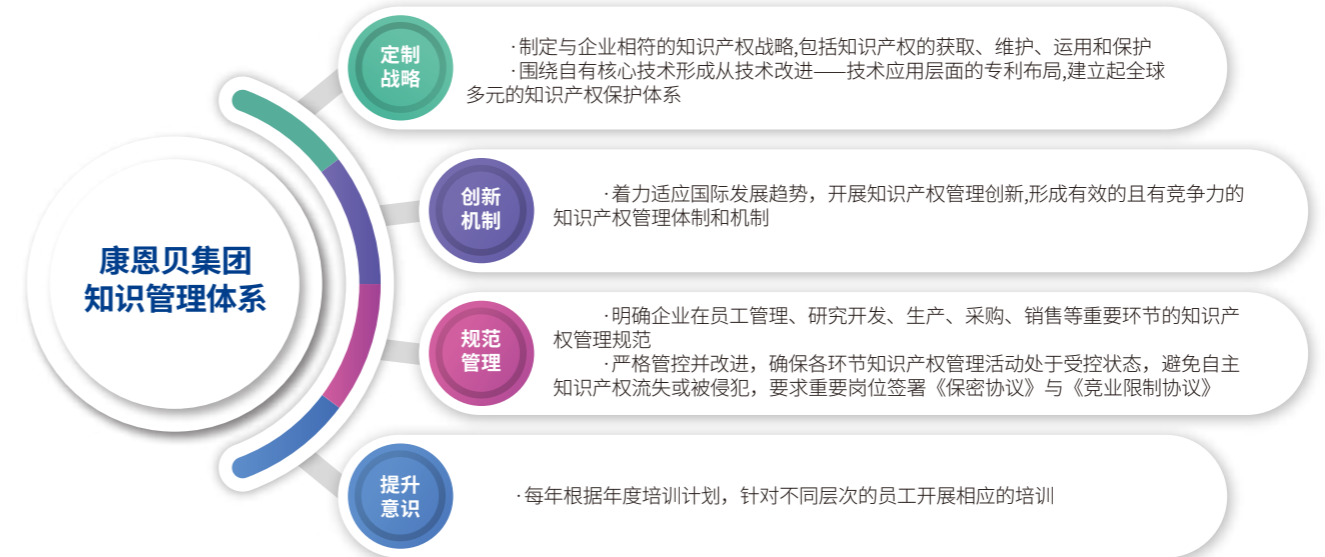 康恩贝集团
知识管理体系
定制
战略
·制定与企业相符的知识产权战略,包括知识产权的获取、维护、运用和保护
·围绕自有核心技术形成从技术改进——技术应用层面的专利布局,建立起全球
多元的知识产权保护体系
创新
机制
·着力适应国际发展趋势，开展知识产权管理创新,形成有效的且有竞争力的
知识产权管理体制和机制
规范
管理
·明确企业在员工管理、研究开发、生产、采购、销售等重要环节的知识产
权管理规范
·严格管控并改进，确保各环节知识产权管理活动处于受控状态，避免自主
知识产权流失或被侵犯，要求重要岗位签署《保密协议》与《竞业限制协议》
提升
意识
·每年根据年度培训计划，针对不同层次的员工开展相应的培训